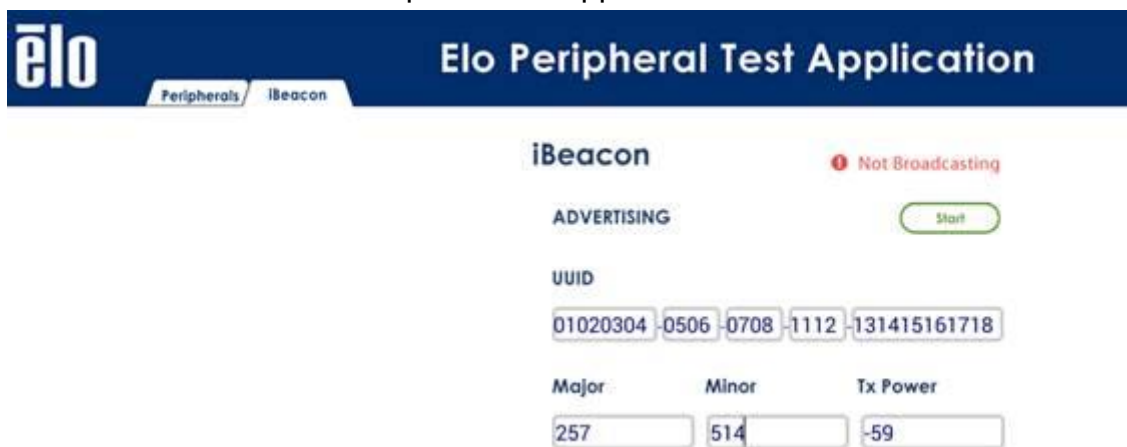 ēlo
Elo Peripheral Test Application
Peripherals
iBeacon
iBeacon
Not Broadcasting
ADVERTISING
Start
UUID
01020304-0506-0708-1112-131415161718
Major Minor Tx Power
257 514 -59